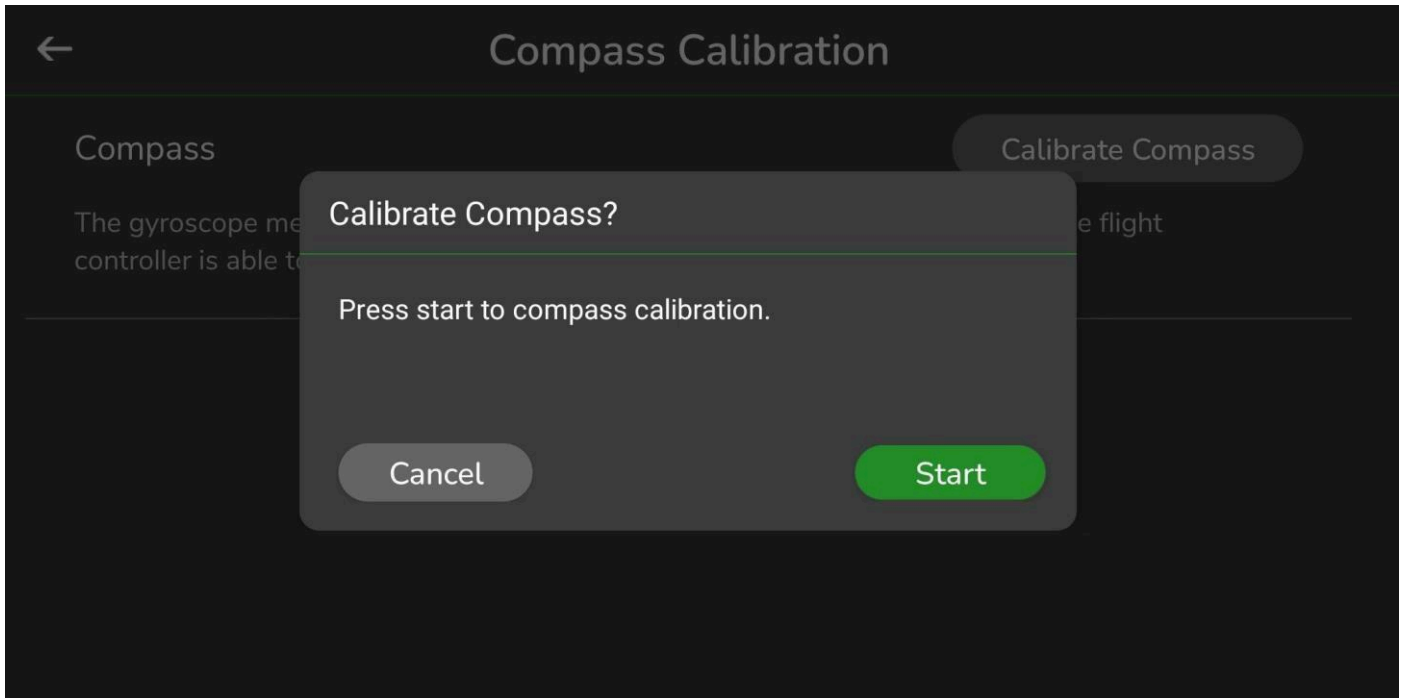 Compass Calibration
Compass
Calibrate Compass
The gyroscope
e flight
controller is able
Calibrate Compass?
Press start to compass calibration.
Cancel
Start